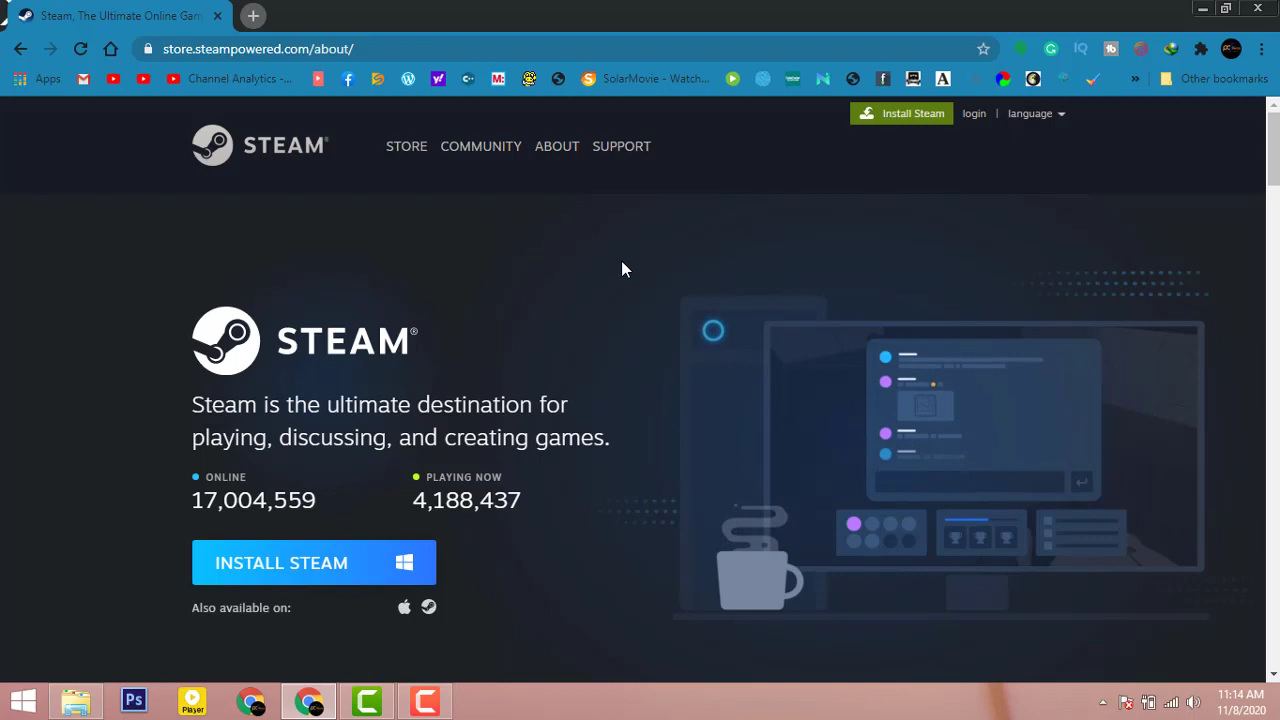 Steam, The Ultimate Online Gam
store.steampowered.com/about/
Apps
Channel Analytics -...
SolarMovie – Watch...
Other bookmarks
Install Steam login | language
STEAM®
STORE COMMUNITY ABOUT SUPPORT
STEAM®
Steam is the ultimate destination for
playing, discussing, and creating games.
ONLINE PLAYING NOW
17,004,559 4,188,437
INSTALL STEAM
Also available on:
Ps
Player
11:14 AM
11/8/2020